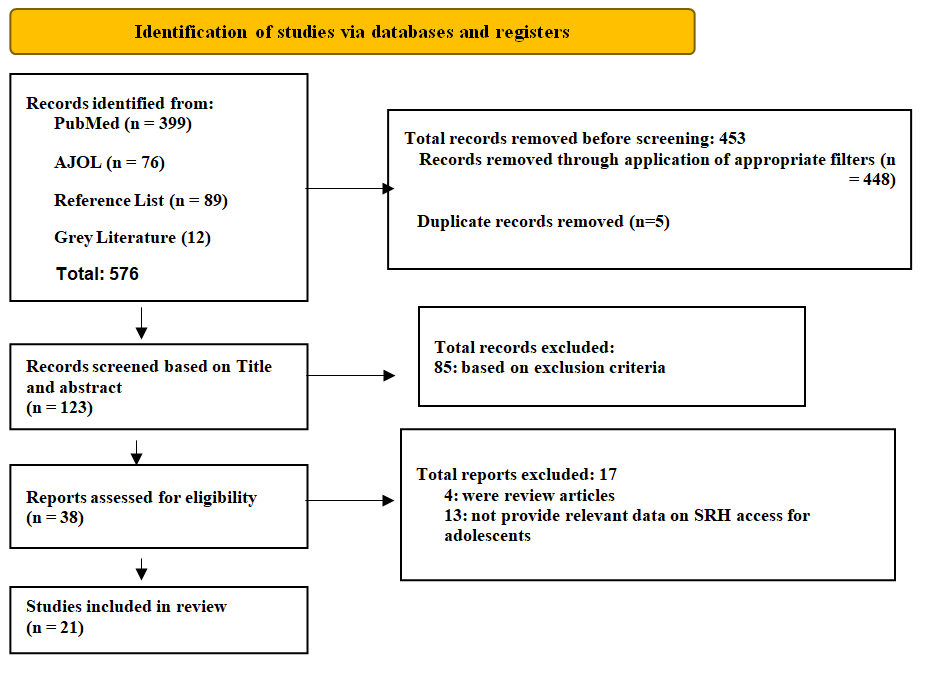 Identification of studies via databases and registers
Records identified from:
PubMed (n = 399)
AJOL (n = 76)
Reference List (n = 89)
Grey Literature (12)
Total: 576
Total records removed before screening: 453
Records removed through application of appropriate filters (n
= 448)
Duplicate records removed (n=5)
Records screened based on Title
and abstract
(n = 123)
Total records excluded:
85: based on exclusion criteria
Reports assessed for eligibility
(n = 38)
Total reports excluded: 17
4: were review articles
13: not provide relevant data on SRH access for
adolescents
Studies included in review
(n = 21)